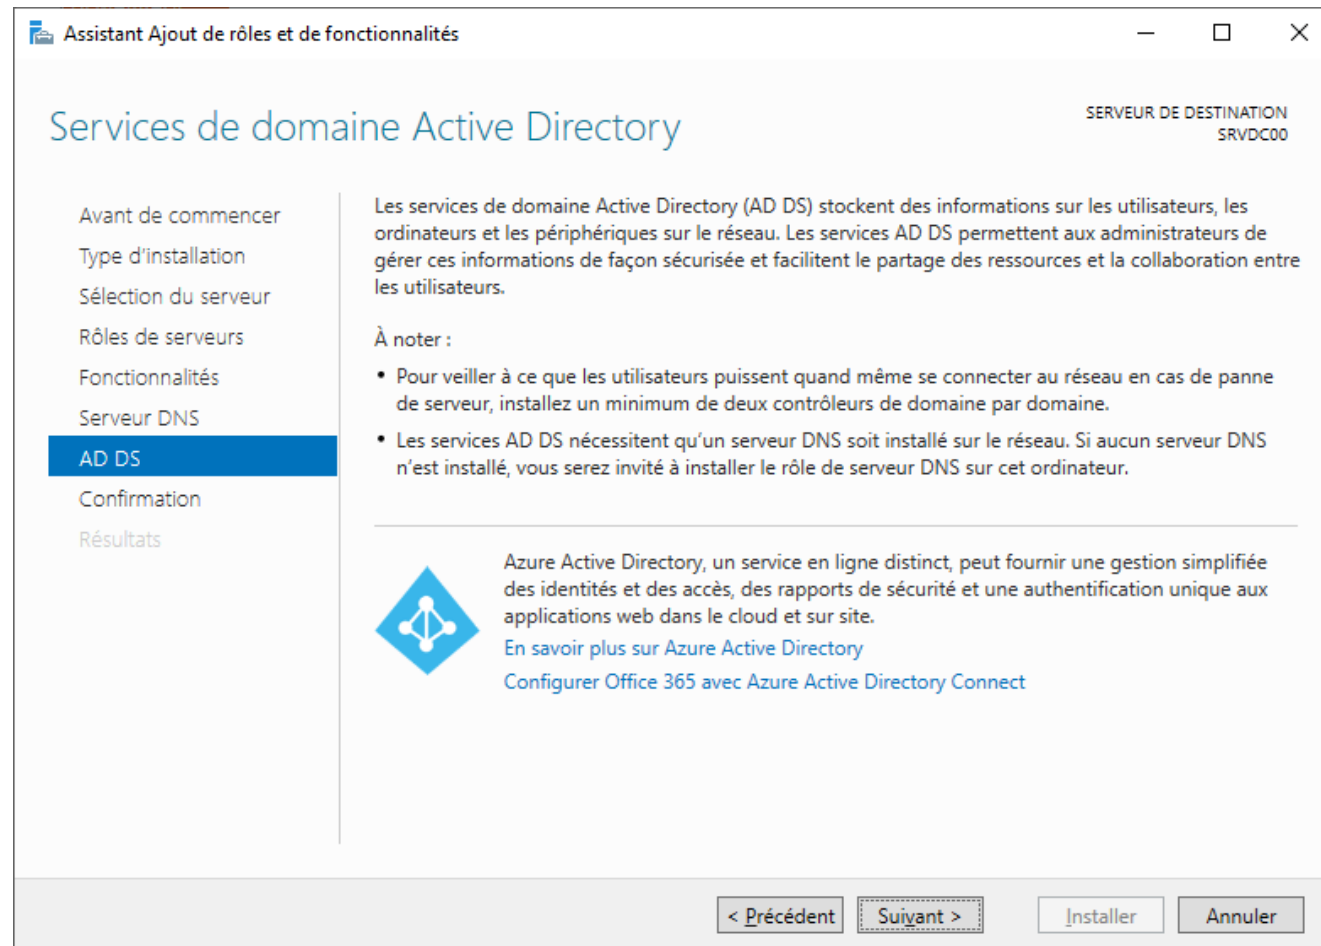 Assistant Ajout de rôles et de fonctionnalités
Services de domaine Active Directory
SERVEUR DE DESTINATION
SRVDC00
Avant de commencer
Type d'installation
Sélection du serveur
Rôles de serveurs
Fonctionnalités
Serveur DNS
AD DS
Confirmation
Résultats
Les services de domaine Active Directory (AD DS) stockent des informations sur les utilisateurs, les
ordinateurs et les périphériques sur le réseau. Les services AD DS permettent aux administrateurs de
gérer ces informations de façon sécurisée et facilitent le partage des ressources et la collaboration entre
les utilisateurs.
À noter :
• Pour veiller à ce que les utilisateurs puissent quand même se connecter au réseau en cas de panne
de serveur, installez un minimum de deux contrôleurs de domaine par domaine.
• Les services AD DS nécessitent qu'un serveur DNS soit installé sur le réseau. Si aucun serveur DNS
n'est installé, vous serez invité à installer le rôle de serveur DNS sur cet ordinateur.
Azure Active Directory, un service en ligne distinct, peut fournir une gestion simplifiée
des identités et des accès, des rapports de sécurité et une authentification unique aux
applications web dans le cloud et sur site.
En savoir plus sur Azure Active Directory
Configurer Office 365 avec Azure Active Directory Connect
< Précédent
Suivant >
Installer
Annuler